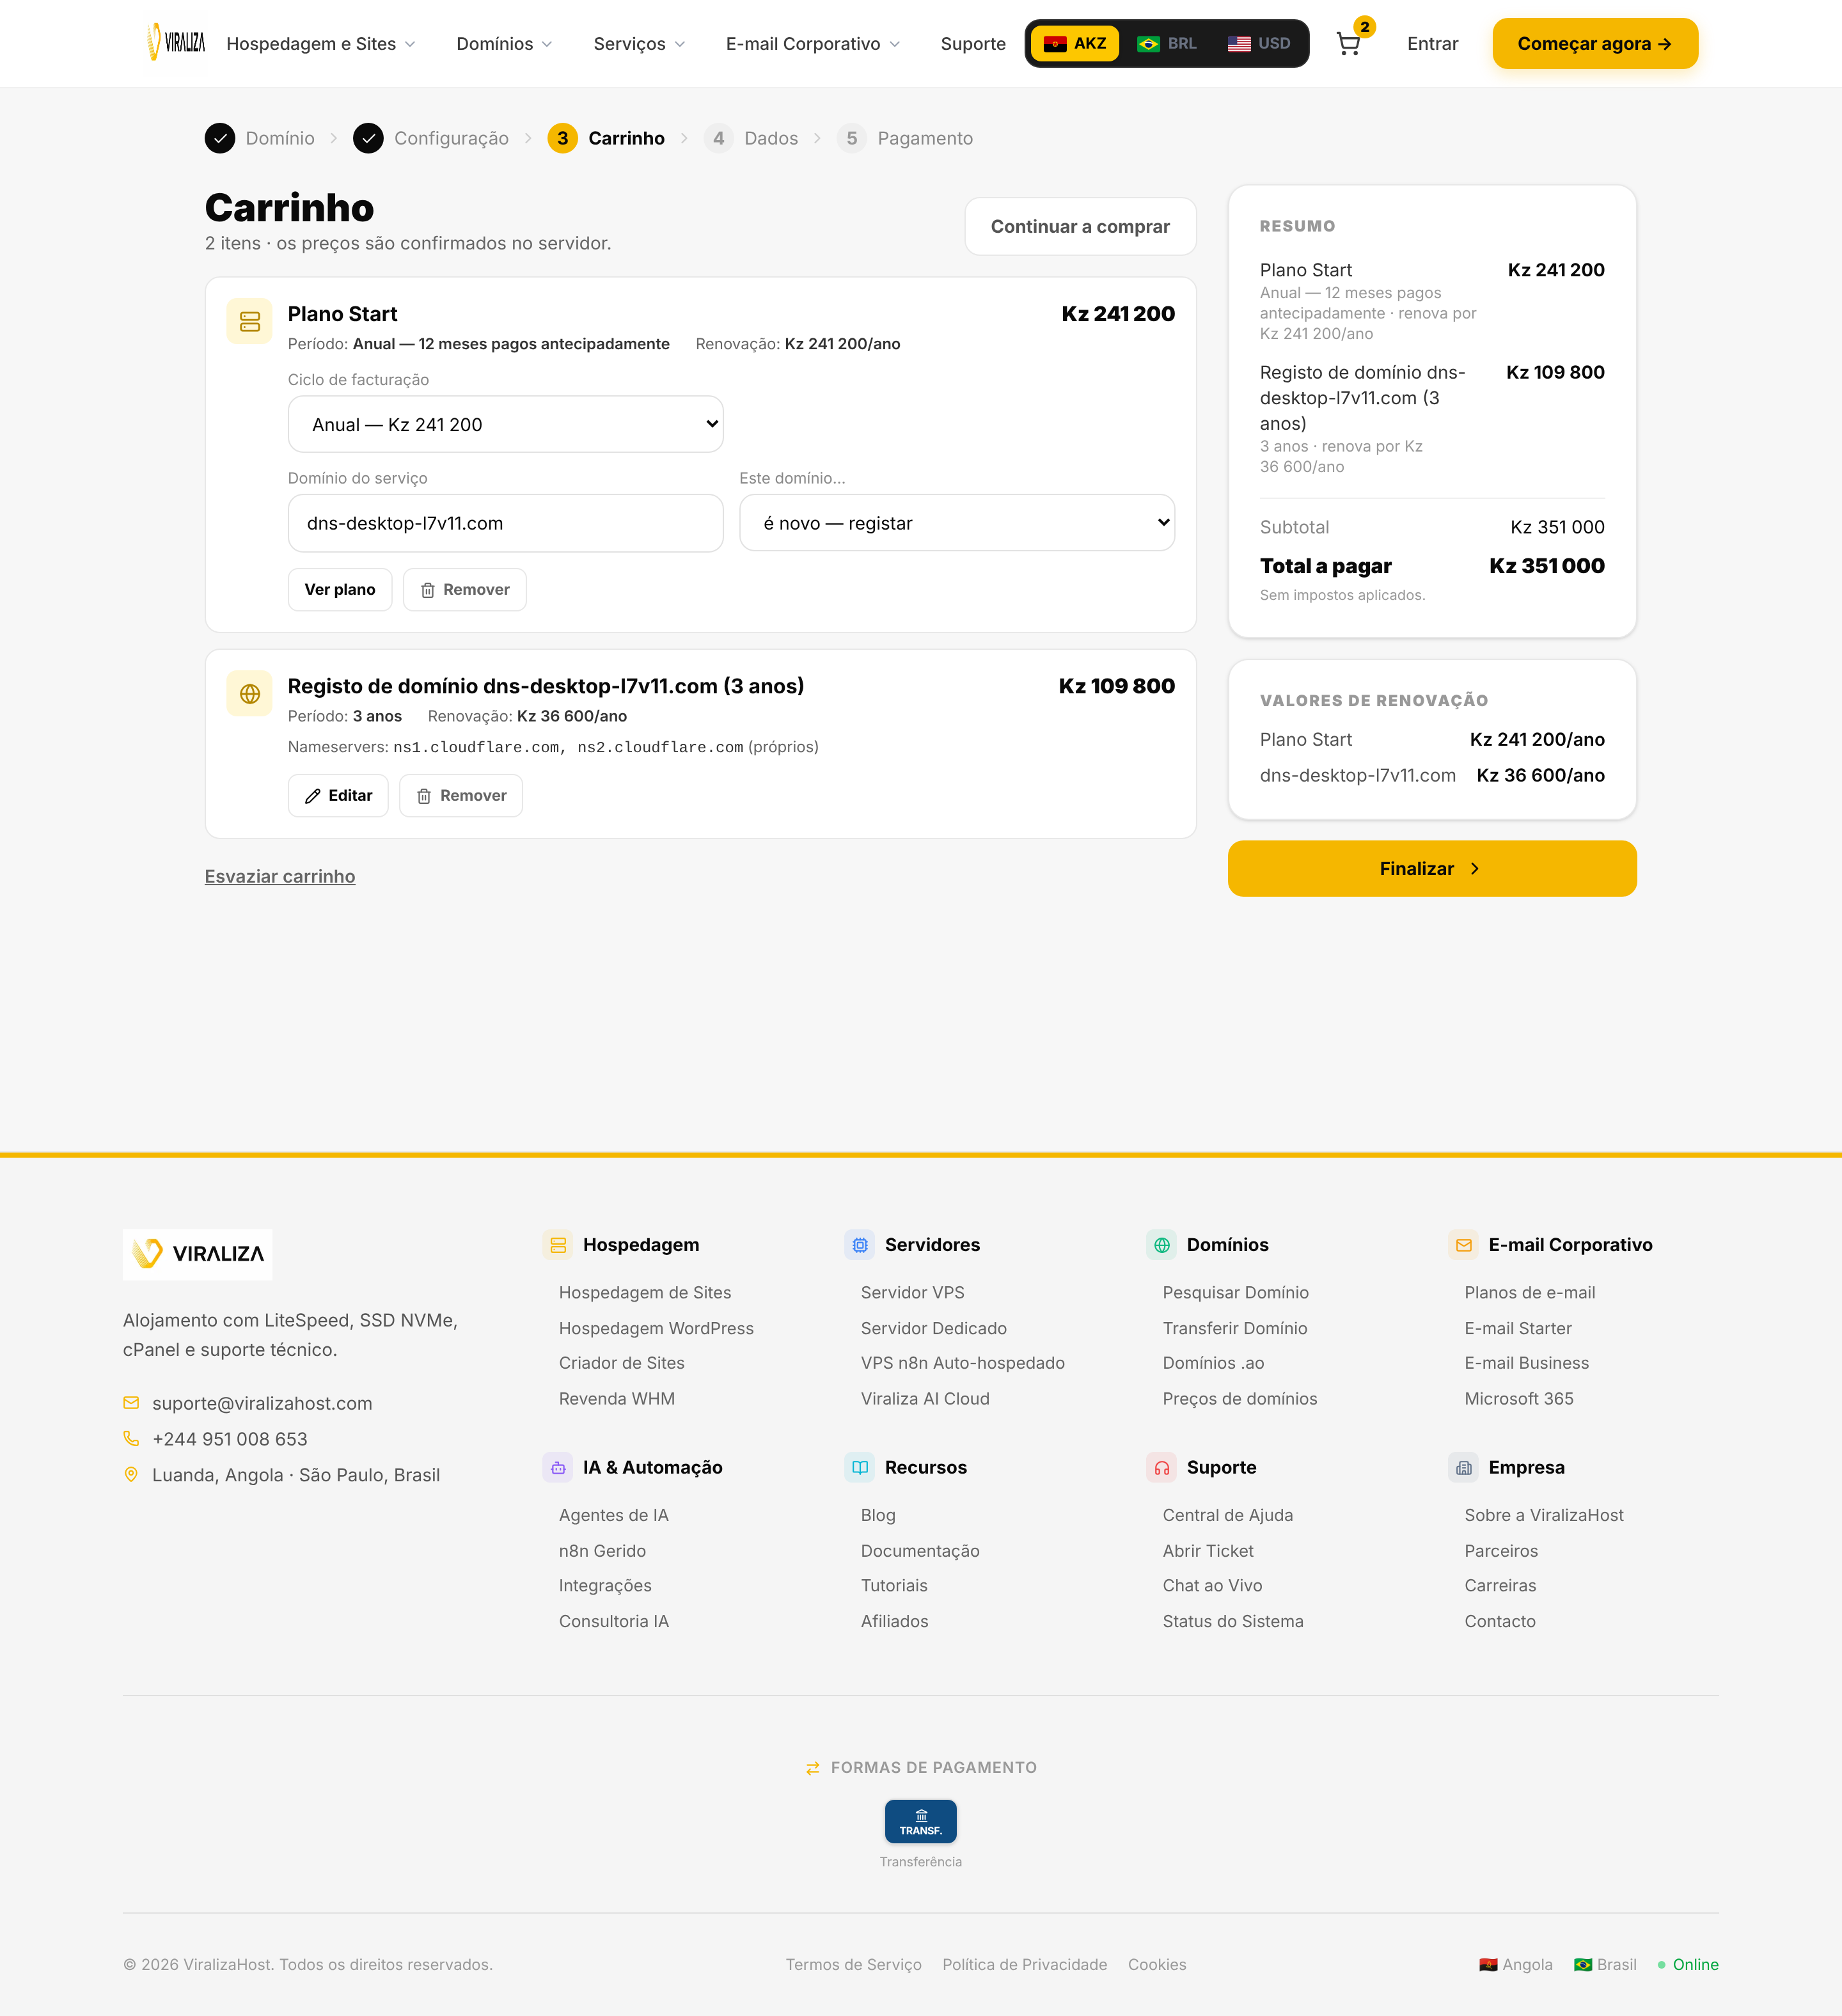 VIRALIZA Hospedagem e Sites Domínios Serviços E-mail Corporativo Suporte AKZ BRL USD 2 Entrar Começar agora →
Domínio Configuração 3 Carrinho 4 Dados 5 Pagamento
Carrinho
2 itens · os preços são confirmados no servidor.
Continuar a comprar
Plano Start Kz 241 200
Período: Anual — 12 meses pagos antecipadamente Renovação: Kz 241 200/ano
Ciclo de facturação
Anual — Kz 241 200
Domínio do serviço Este domínio...
dns-desktop-l7v11.com é novo — registar
Ver plano Remover
Registo de domínio dns-desktop-l7v11.com (3 anos) Kz 109 800
Período: 3 anos Renovação: Kz 36 600/ano
Nameservers: ns1.cloudflare.com, ns2.cloudflare.com (próprios)
Editar Remover
Esvaziar carrinho
RESUMO
Plano Start Kz 241 200
Anual — 12 meses pagos
antecipadamente · renova por
Kz 241 200/ano
Registo de domínio dns- Kz 109 800
desktop-l7v11.com (3
anos)
3 anos · renova por Kz
36 600/ano
Subtotal Kz 351 000
Total a pagar Kz 351 000
Sem impostos aplicados.
VALORES DE RENOVAÇÃO
Plano Start Kz 241 200/ano
dns-desktop-l7v11.com Kz 36 600/ano
Finalizar
VIRALIZA
Alojamento com LiteSpeed, SSD NVMe,
cPanel e suporte técnico.
suporte@viralizahost.com
+244 951 008 653
Luanda, Angola · São Paulo, Brasil
Hospedagem
Hospedagem de Sites
Hospedagem WordPress
Criador de Sites
Revenda WHM
Servidores
Servidor VPS
Servidor Dedicado
VPS n8n Auto-hospedado
Viraliza AI Cloud
Domínios
Pesquisar Domínio
Transferir Domínio
Domínios .ao
Preços de domínios
E-mail Corporativo
Planos de e-mail
E-mail Starter
E-mail Business
Microsoft 365
IA & Automação
Agentes de IA
n8n Gerido
Integrações
Consultoria IA
Recursos
Blog
Documentação
Tutoriais
Afiliados
Suporte
Central de Ajuda
Abrir Ticket
Chat ao Vivo
Status do Sistema
Empresa
Sobre a ViralizaHost
Parceiros
Carreiras
Contacto
FORMAS DE PAGAMENTO
TRANSF.
Transferência
© 2026 ViralizaHost. Todos os direitos reservados. Termos de Serviço Política de Privacidade Cookies Angola Brasil Online